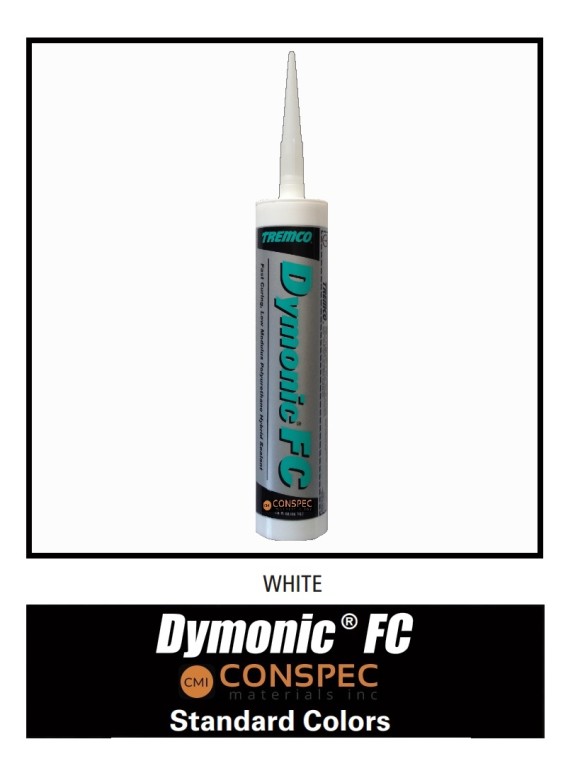 TREMCO
TREMCO
Dymonic® FC
Fast Curing, Low Modulus Polyurethane Hybrid Sealant
CONSPEC
WHITE
Dymonic® FC
CMI CONSPEC
materials inc
Standard Colors